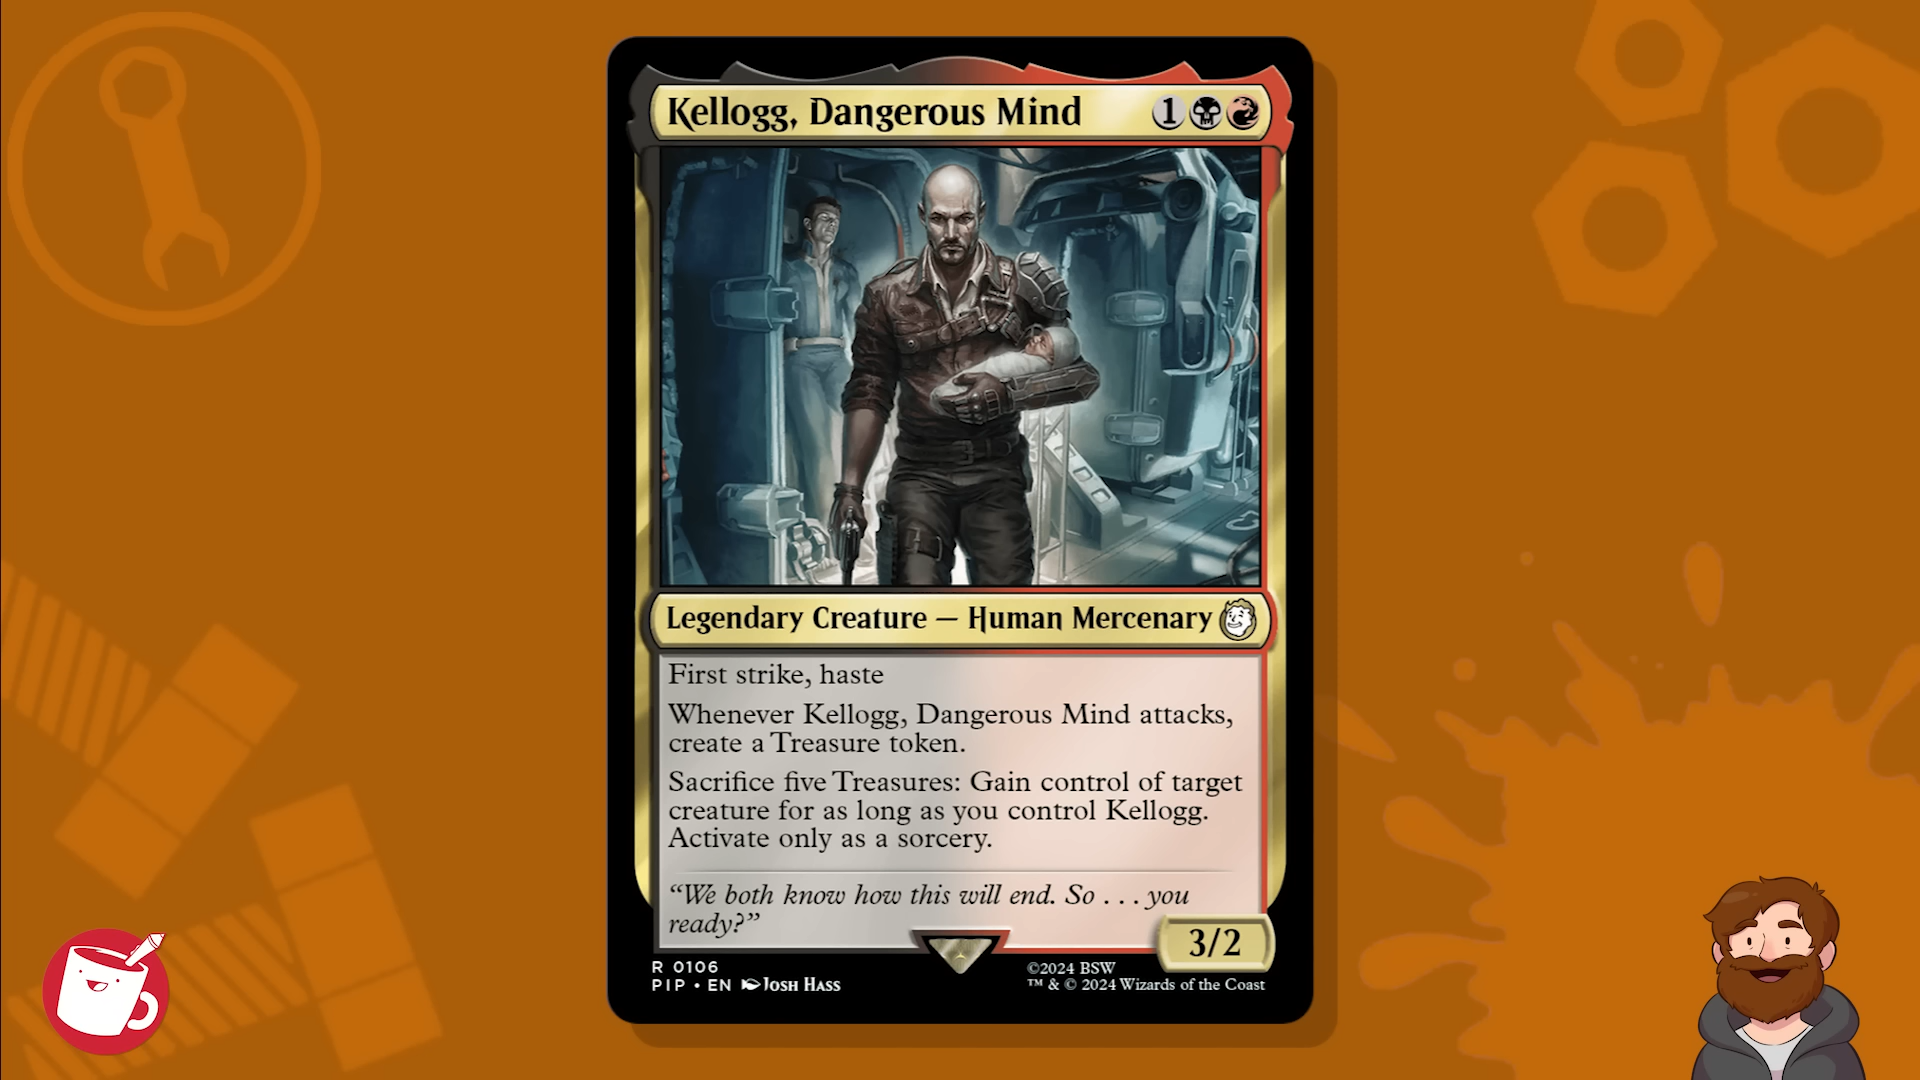 Kellogg, Dangerous Mind 1
Legendary Creature — Human Mercenary
First strike, haste
Whenever Kellogg, Dangerous Mind attacks,
create a Treasure token.
Sacrifice five Treasures: Gain control of target
creature for as long as you control Kellogg.
Activate only as a sorcery.
“We both know how this will end. So . . . you
ready?”
3/2
R 0106
PIP • EN Josh Hass
©2024 BSW
™ & © 2024 Wizards of the Coast